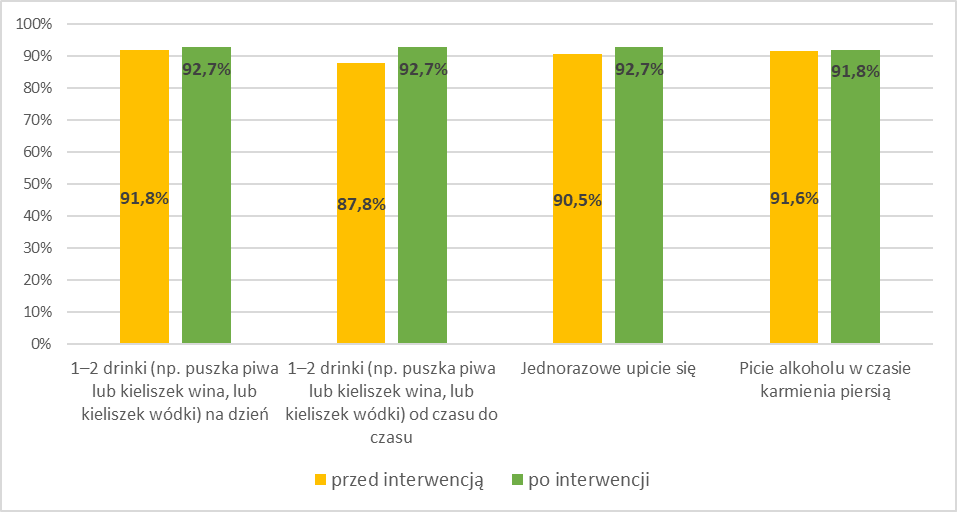 100%
90%
80%
70%
60%
50%
40%
30%
20%
10%
0%
91,8%
92,7%
87,8%
92,7%
90,5%
92,7%
91,6%
91,8%
1–2 drinki (np. puszka piwa
lub kieliszek wina, lub
kieliszek wódki) na dzień
1–2 drinki (np. puszka piwa
lub kieliszek wina, lub
kieliszek wódki) od czasu do
czasu
Jednorazowe upicie się
Picie alkoholu w czasie
karmienia piersią
przed interwencją
po interwencji